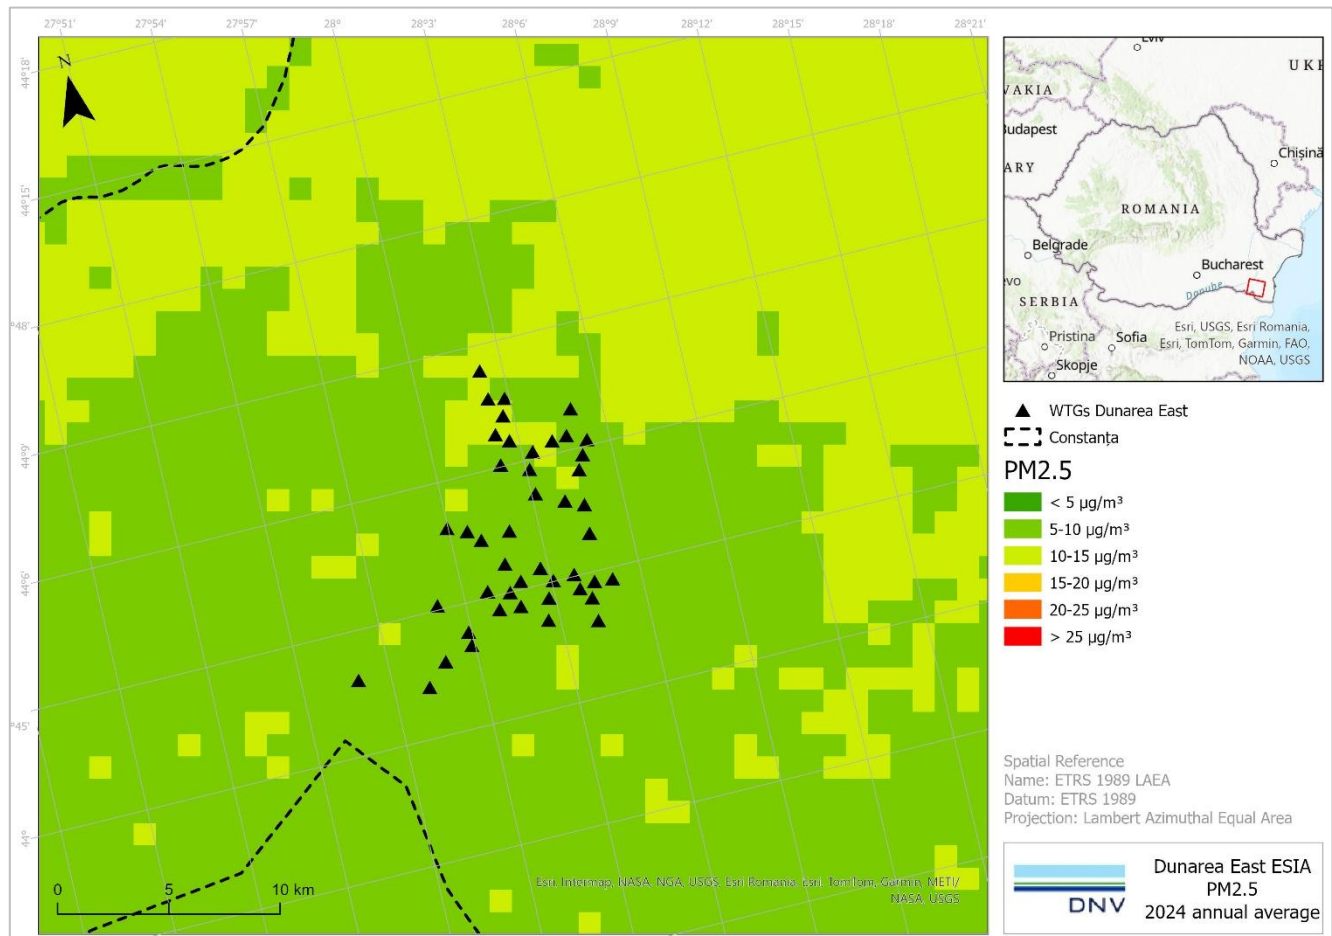 27°51' 27°54' 27°57' 28° 28°3' 28°6' 28°9' 28°12' 28°15' 28°18' 28°21'
44°18'
44°15'
°48'
44°9'
44°6'
°45'
44°
N
0 5 10 km
Esri, Intermap, NASA, NGA, USGS, Esri Romania, Esri, TomTom, Garmin, METI/
NASA, USGS
Lviv
UKR
VAKIA
Budapest
Chișină
ARY
ROMANIA
Belgrade
Bucharest
evo
Danube
SERBIA
Esri, USGS, Esri Romania,
Pristina
Sofia
Esri, TomTom, Garmin, FAO,
NOAA, USGS
Skopje
WTGs Dunarea East
Constanța
PM2.5
< 5 µg/m³
5-10 µg/m³
10-15 µg/m³
15-20 µg/m³
20-25 µg/m³
> 25 µg/m³
Spatial Reference
Name: ETRS 1989 LAEA
Datum: ETRS 1989
Projection: Lambert Azimuthal Equal Area
DNV
Dunarea East ESIA
PM2.5
2024 annual average